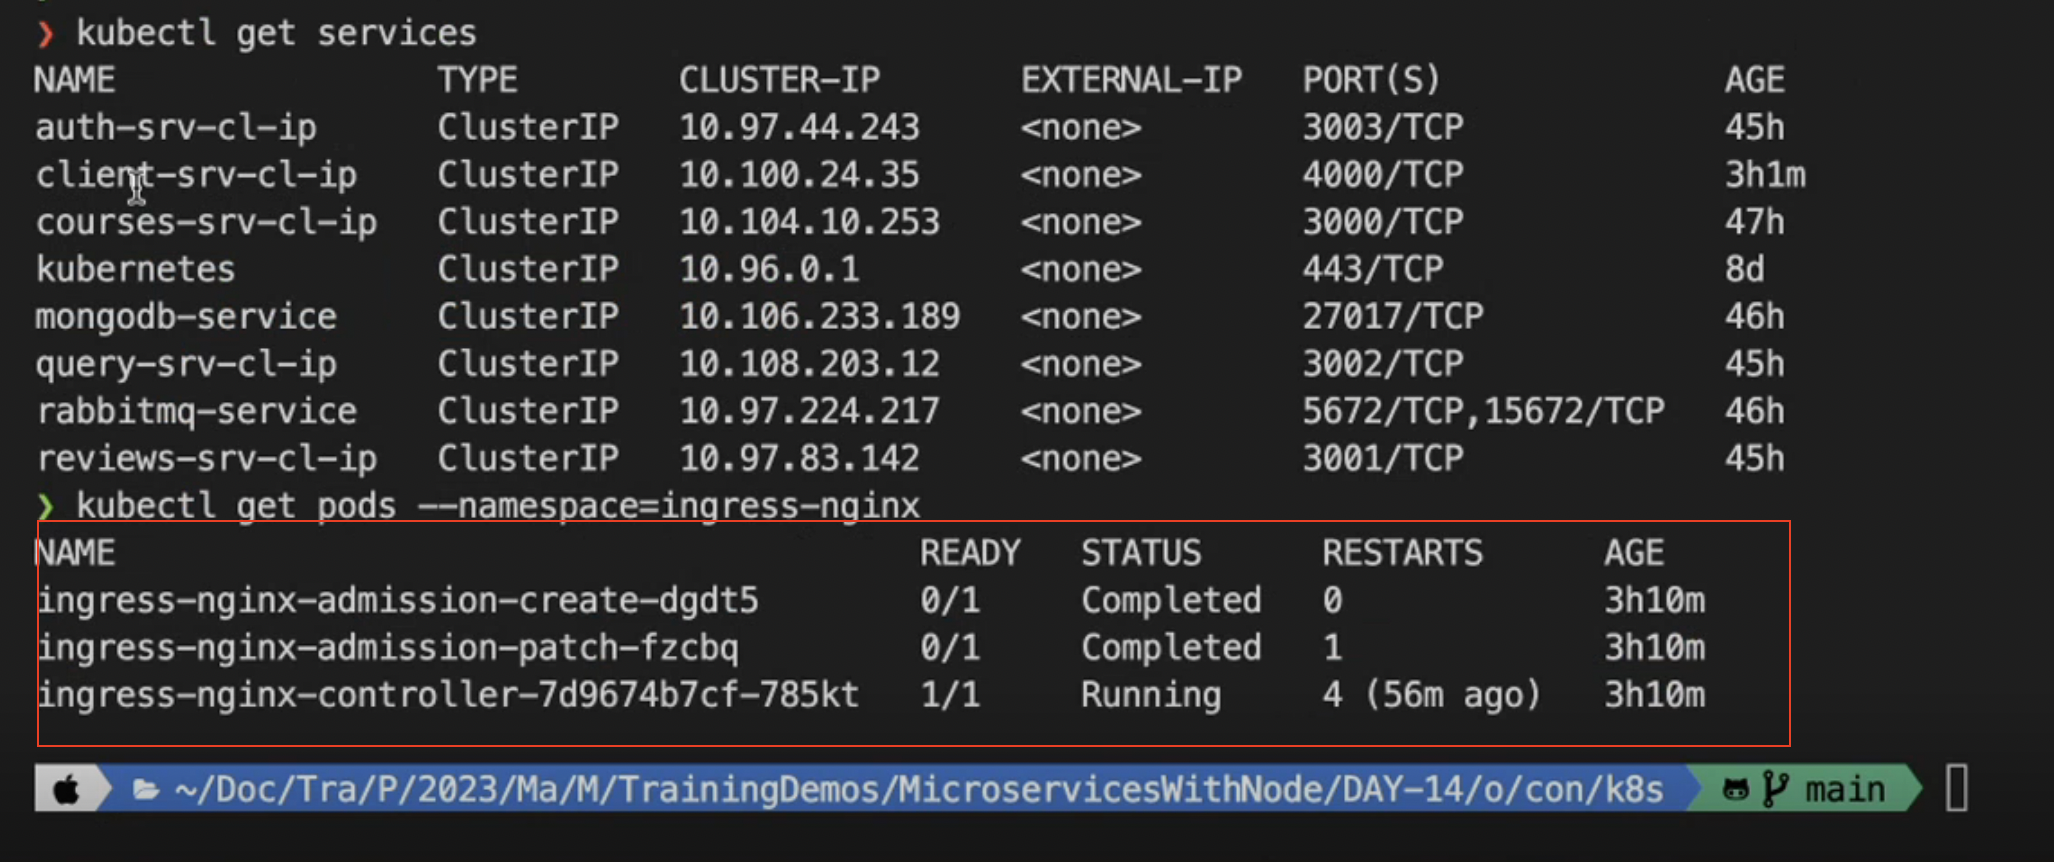 ❯ kubectl get services
NAME TYPE CLUSTER-IP EXTERNAL-IP PORT(S) AGE
auth-srv-cl-ip ClusterIP 10.97.44.243 <none> 3003/TCP 45h
client-srv-cl-ip ClusterIP 10.100.24.35 <none> 4000/TCP 3h1m
courses-srv-cl-ip ClusterIP 10.104.10.253 <none> 3000/TCP 47h
kubernetes ClusterIP 10.96.0.1 <none> 443/TCP 8d
mongodb-service ClusterIP 10.106.233.189 <none> 27017/TCP 46h
query-srv-cl-ip ClusterIP 10.108.203.12 <none> 3002/TCP 45h
rabbitmq-service ClusterIP 10.97.224.217 <none> 5672/TCP,15672/TCP 46h
reviews-srv-cl-ip ClusterIP 10.97.83.142 <none> 3001/TCP 45h
❯ kubectl get pods --namespace=ingress-nginx
NAME READY STATUS RESTARTS AGE
ingress-nginx-admission-create-dgdt5 0/1 Completed 0 3h10m
ingress-nginx-admission-patch-fzcbq 0/1 Completed 1 3h10m
ingress-nginx-controller-7d9674b7cf-785kt 1/1 Running 4 (56m ago) 3h10m
~/Doc/Tra/P/2023/Ma/M/TrainingDemos/MicroservicesWithNode/DAY-14/o/con/k8s main